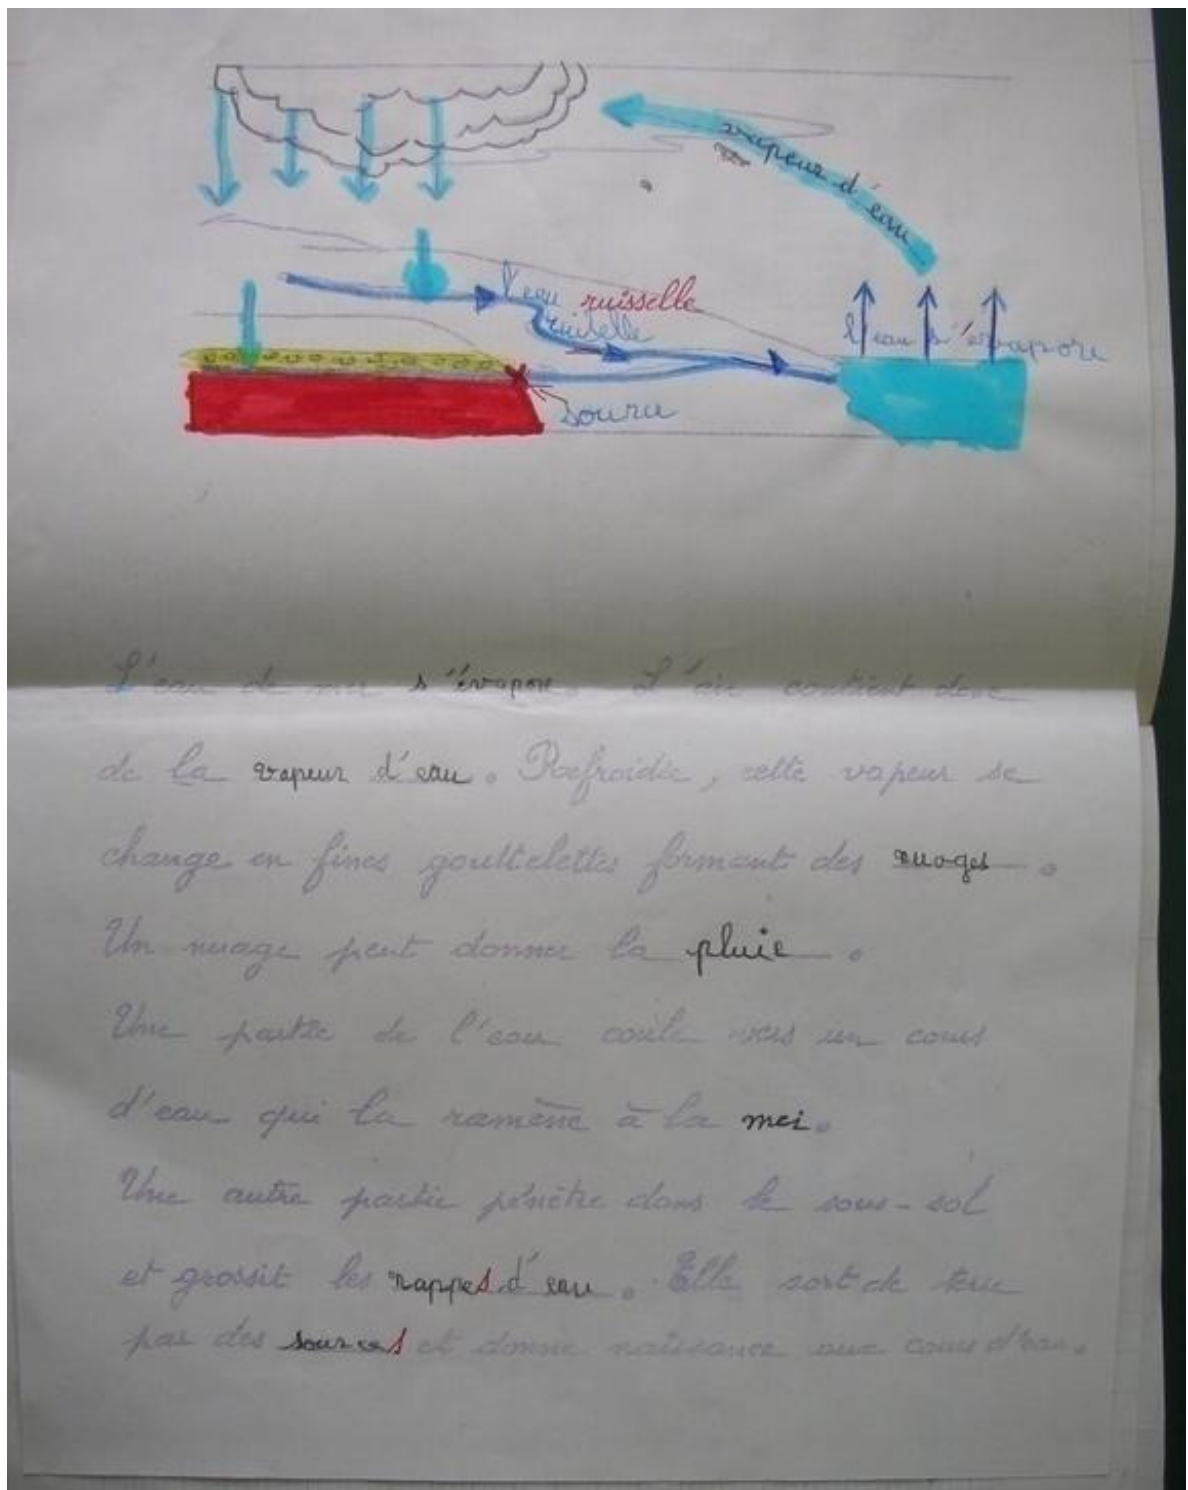 vapeur d'eau
l'eau ruisselle
ruiselle
l'eau s'évapore
source
L'eau de mer s'évapore. L'air contient donc
de la vapeur d'eau. Refroidie, cette vapeur se
change en fines gouttelettes formant des nuages.
Un nuage peut donner la pluie.
Une partie de l'eau coule vers un cours
d'eau qui la ramène à la mer.
Une autre partie pénètre dans le sous-sol
et grossit les nappes d'eau. Elle sort de terre
par des sources et donne naissance aux cours d'eau.